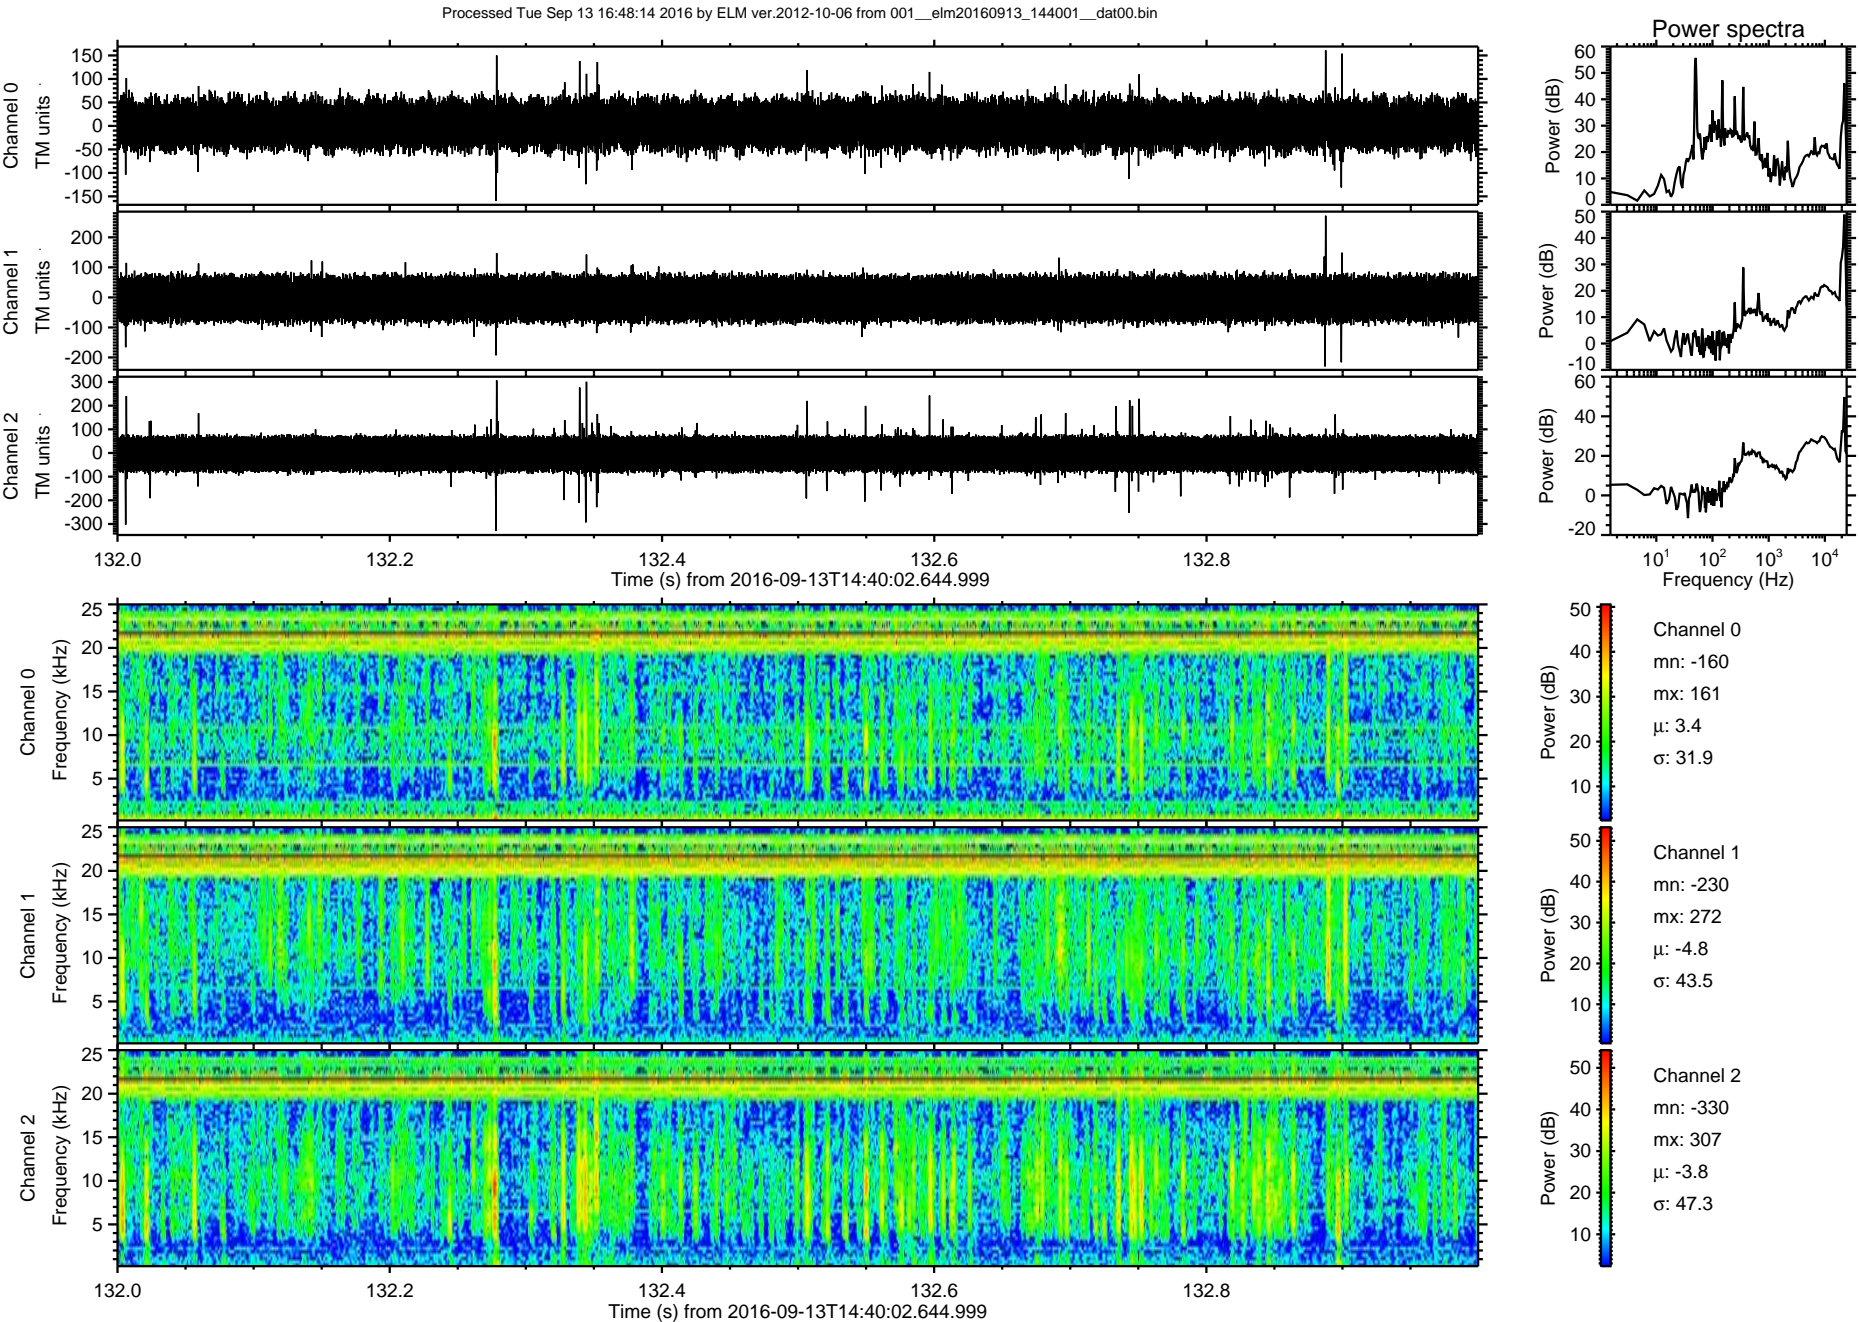 Processed Tue Sep 13 16:48:14 2016 by ELM ver.2012-10-06 from 001__elm20160913_144001__dat00.bin
Power spectra
Channel 0
TM units
150
100
50
0
-50
-100
-150
Power (dB)
60
50
40
30
20
10
0
Channel 1
TM units
200
100
0
-100
-200
Power (dB)
50
40
30
20
10
0
-10
Channel 2
TM units
300
200
100
0
-100
-200
-300
Power (dB)
60
40
20
0
-20
132.0 132.2 132.4 132.6 132.8
Time (s) from 2016-09-13T14:40:02.644.999
10^1 10^2 10^3 10^4
Frequency (Hz)
Channel 0
Frequency (kHz)
25
20
15
10
5
Power (dB)
50
40
30
20
10
Channel 0
mn: -160
mx: 161
μ: 3.4
σ: 31.9
Channel 1
Frequency (kHz)
25
20
15
10
5
Power (dB)
50
40
30
20
10
Channel 1
mn: -230
mx: 272
μ: -4.8
σ: 43.5
Channel 2
Frequency (kHz)
25
20
15
10
5
Power (dB)
50
40
30
20
10
Channel 2
mn: -330
mx: 307
μ: -3.8
σ: 47.3
132.0 132.2 132.4 132.6 132.8
Time (s) from 2016-09-13T14:40:02.644.999